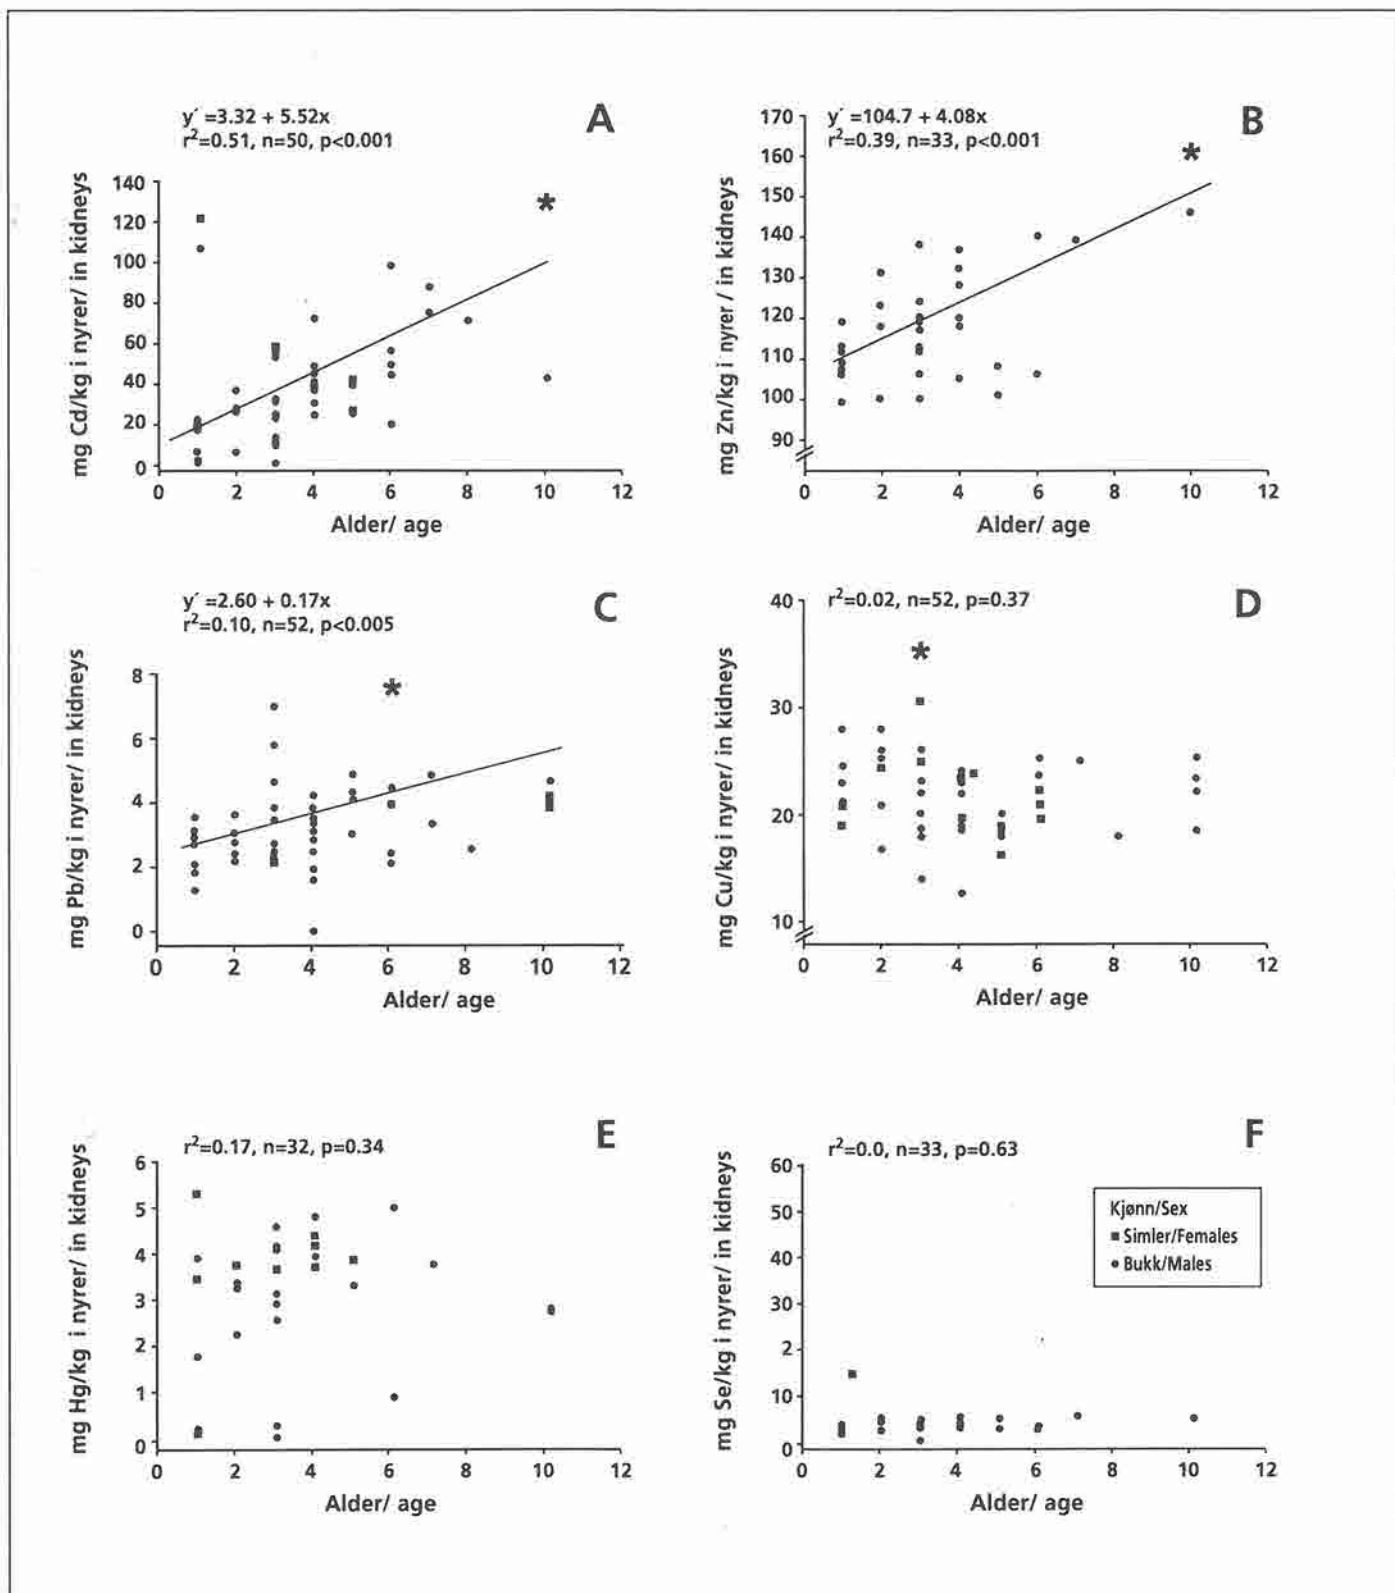 A
y´ =3.32 + 5.52x
r²=0.51, n=50, p<0.001
mg Cd/kg i nyrer/ in kidneys
140
120
100
80
60
40
20
0
0 2 4 6 8 10 12
Alder/ age
B
y´ =104.7 + 4.08x
r²=0.39, n=33, p<0.001
mg Zn/kg i nyrer / in kidneys
170
160
150
140
130
120
110
100
90
0 2 4 6 8 10 12
Alder/ age
C
y´ =2.60 + 0.17x
r²=0.10, n=52, p<0.005
mg Pb/kg i nyrer/ in kidneys
8
6
4
2
0
0 2 4 6 8 10 12
Alder/ age
D
r²=0.02, n=52, p=0.37
mg Cu/kg i nyrer/ in kidneys
40
30
20
10
0 2 4 6 8 10 12
Alder/ age
E
r²=0.17, n=32, p=0.34
mg Hg/kg i nyrer/ in kidneys
6
5
4
3
2
1
0
0 2 4 6 8 10 12
Alder/ age
F
r²=0.0, n=33, p=0.63
mg Se/kg i nyrer/ in kidneys
60
50
40
30
2
10
0
0 2 4 6 8 10 12
Alder/ age
Kjønn/Sex
Simler/Females
Bukk/Males